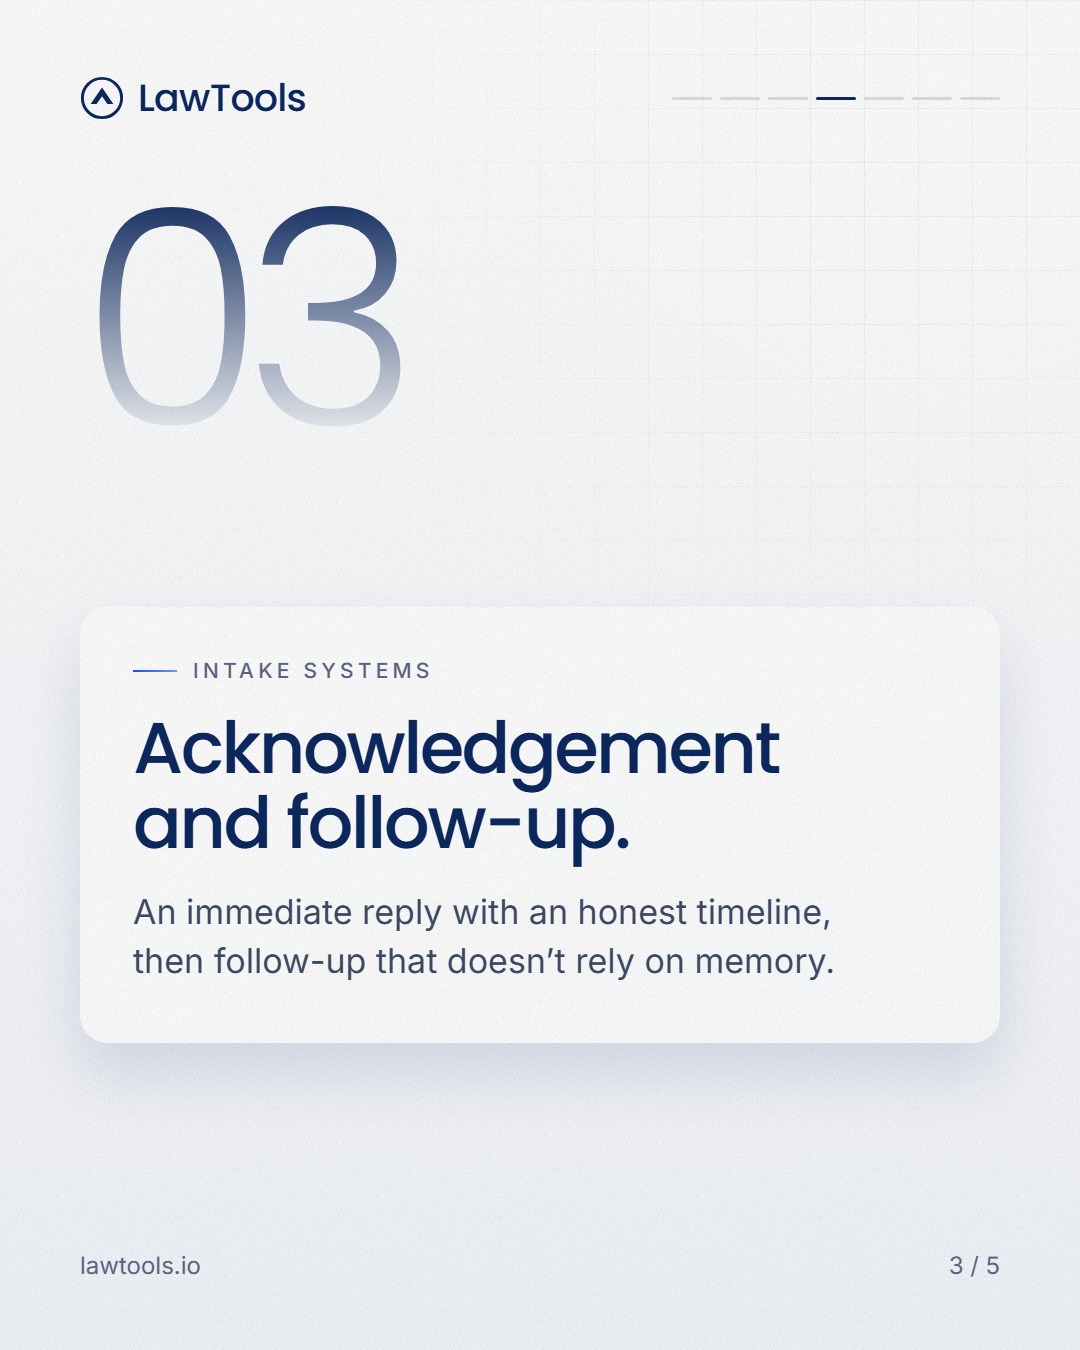 LawTools
03
INTAKE SYSTEMS
Acknowledgement
and follow-up.
An immediate reply with an honest timeline,
then follow-up that doesn’t rely on memory.
lawtools.io
3 / 5